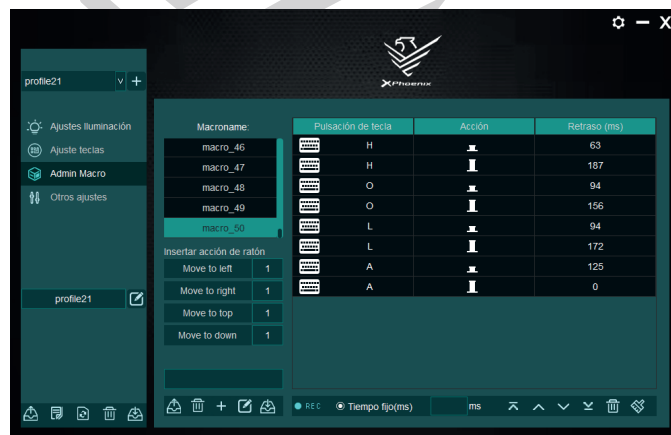 XPhoenix
profile21
Ajustes Iluminación
Ajuste teclas
Admin Macro
Otros ajustes
profile21
Macroname:
macro_46
macro_47
macro_48
macro_49
macro_50
Insertar acción de ratón
Move to left 1
Move to right 1
Move to top 1
Move to down 1
Pulsación de tecla Acción Retraso (ms)
H 63
H 187
O 94
O 156
L 94
L 172
A 125
A 0
REC Tiempo fijo(ms) ms